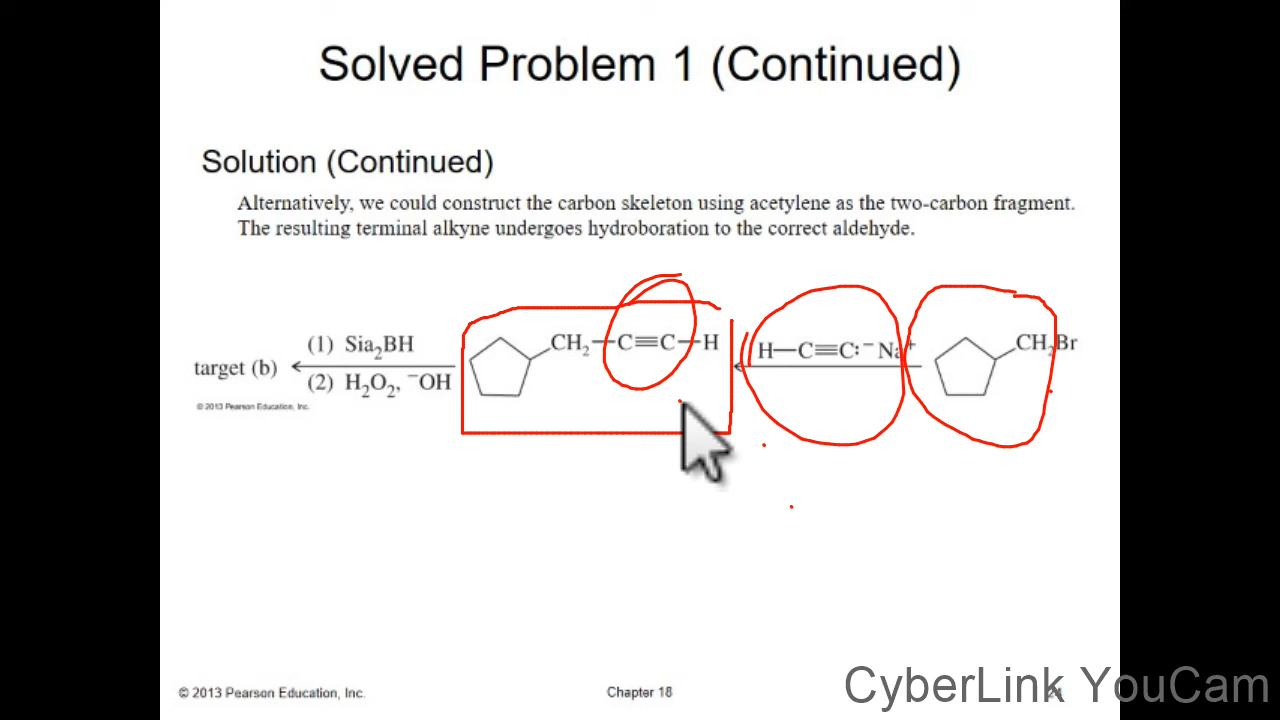 Solved Problem 1 (Continued)
Solution (Continued)
Alternatively, we could construct the carbon skeleton using acetylene as the two-carbon fragment.
The resulting terminal alkyne undergoes hydroboration to the correct aldehyde.
target (b)
(1) Sia₂BH
(2) H₂O₂, ⁻OH
CH₂—C≡C—H
H—C≡C:⁻ Na⁺
CH₂Br
© 2013 Pearson Education, Inc.
© 2013 Pearson Education, Inc.
Chapter 18
CyberLink YouCam